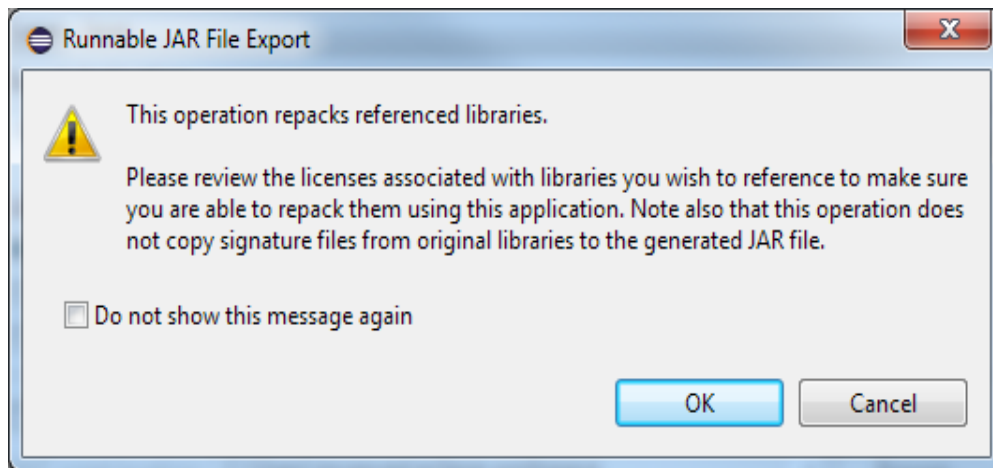 Runnable JAR File Export
This operation repacks referenced libraries.
Please review the licenses associated with libraries you wish to reference to make sure
you are able to repack them using this application. Note also that this operation does
not copy signature files from original libraries to the generated JAR file.
Do not show this message again
OK
Cancel